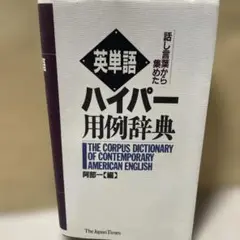 話し言葉から
集めた
英単語
ハイパー
用例辞典
THE CORPUS DICTIONARY
OF CONTEMPORARY
AMERICAN ENGLISH
阿部一【編】
The Japan Times